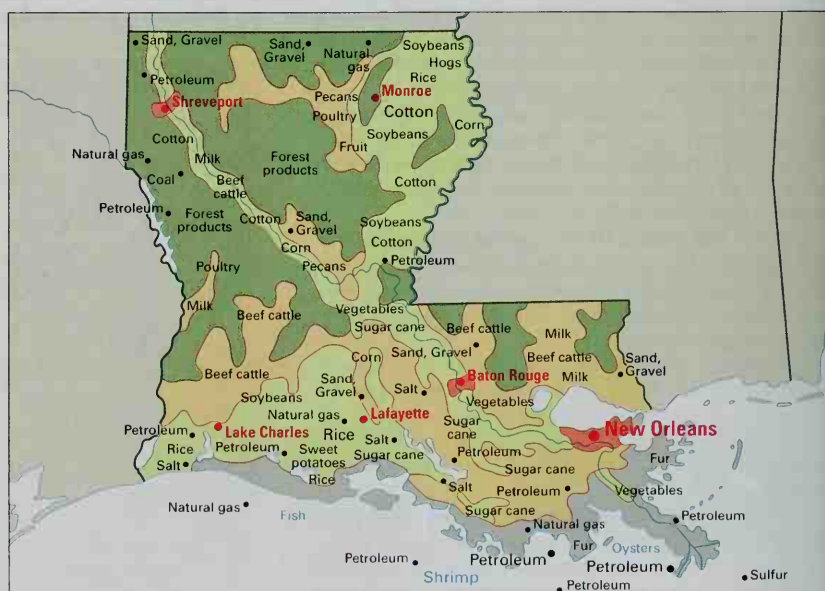 Sand, Gravel
Sand,
Gravel
Natural
gas
Soybeans
Hogs
Rice
Petroleum
Shreveport
Pecans
Monroe
Cotton
Poultry
Soybeans
Corn
Cotton
Fruit
Natural gas
Milk
Forest
products
Coal
Beef
cattle
Cotton
Petroleum
Forest
products
Cotton
Sand,
Gravel
Soybeans
Corn
Cotton
Petroleum
Poultry
Pecans
Milk
Beef cattle
Vegetables
Sugar cane
Beef cattle
Milk
Corn
Sand, Gravel
Beef cattle
Sand,
Gravel
Beef cattle
Sand,
Gravel
Salt
Baton Rouge
Milk
Soybeans
Vegetables
Natural gas
Lafayette
Petroleum
Lake Charles
Rice
Sugar
cane
New Orleans
Rice
Petroleum
Salt
Salt
Sweet
potatoes
Sugar cane
Petroleum
Fur
Rice
Sugar cane
Salt
Petroleum
Vegetables
Natural gas
Fish
Sugar cane
Natural gas
Petroleum
Petroleum
Petroleum
Fur
Oysters
Shrimp
Petroleum
Petroleum
Sulfur